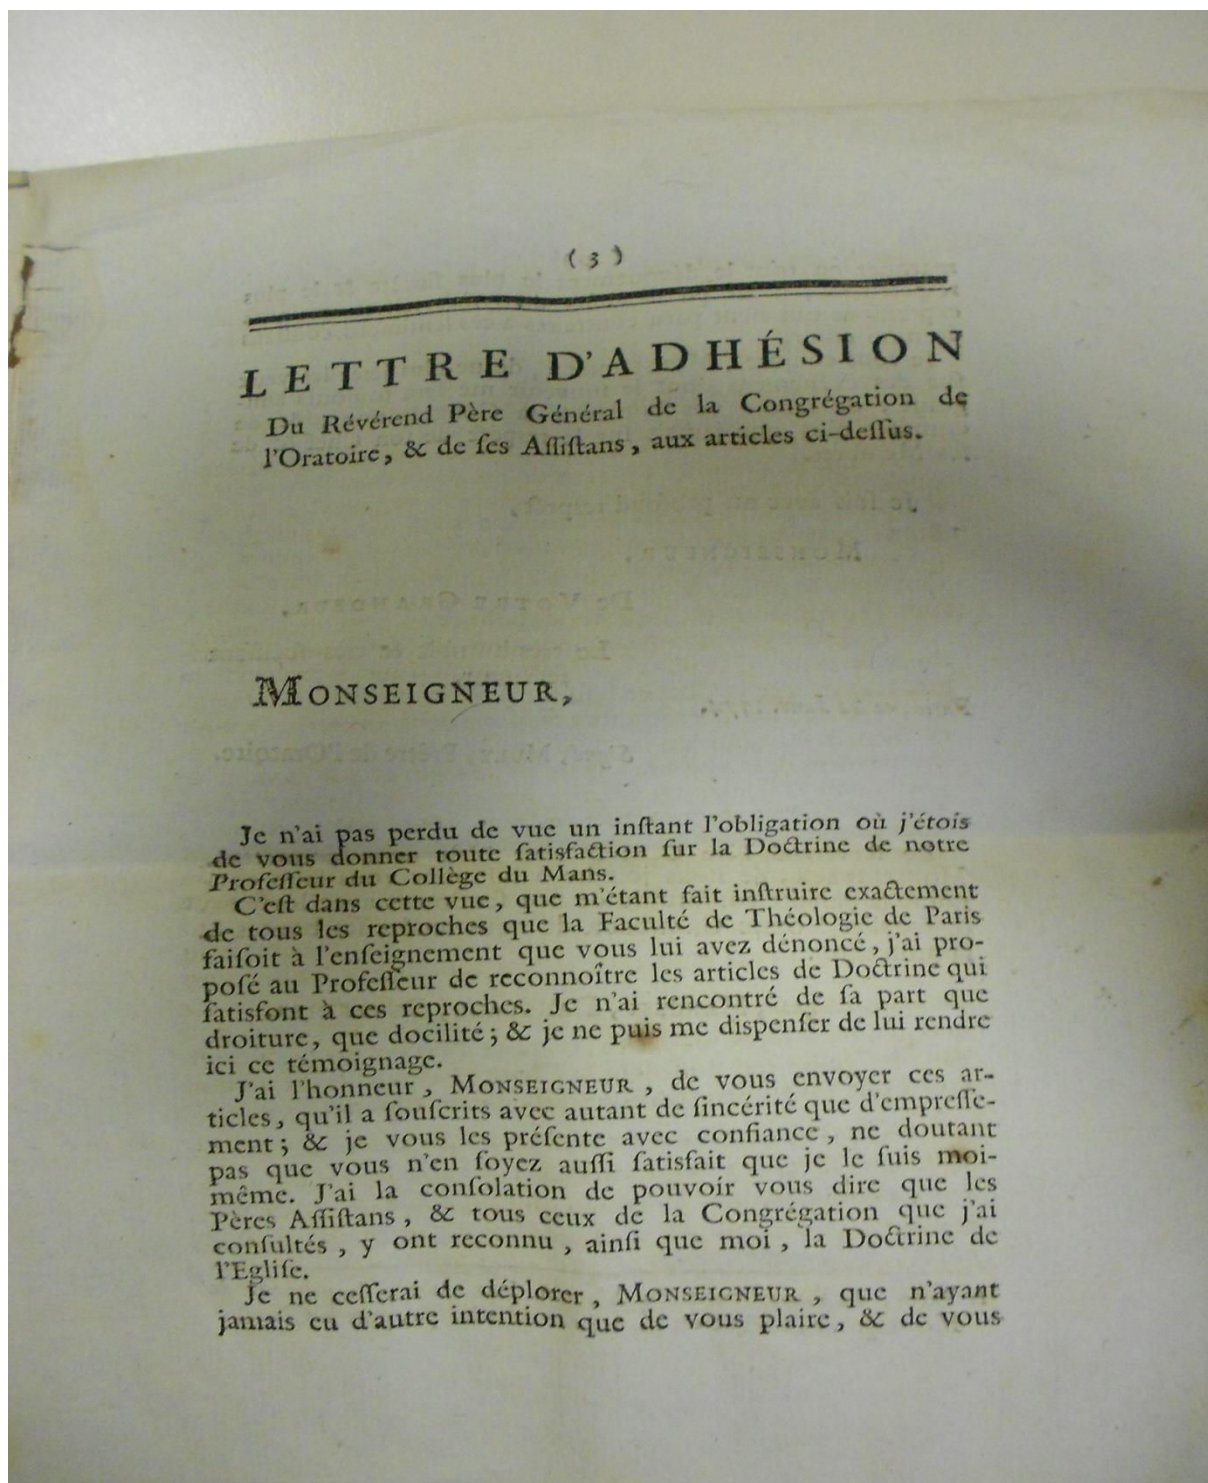 ( 3 )
LETTRE D'ADHÉSION
Du Révérend Père Général de la Congrégation de
l'Oratoire, & de ſes Aſſiſtans, aux articles ci-deſſus.
MONSEIGNEUR,
Je n'ai pas perdu de vue un inſtant l'obligation où j'étois
de vous donner toute ſatisfaction ſur la Doctrine de notre
Profeſſeur du Collège du Mans.
C'eſt dans cette vue, que m'étant fait inſtruire exactement
de tous les reproches que la Faculté de Théologie de Paris
faiſoit à l'enſeignement que vous lui avez dénoncé, j'ai pro-
poſé au Profeſſeur de reconnoître les articles de Doctrine qui
ſatisfont à ces reproches. Je n'ai rencontré de ſa part que
droiture, que docilité; & je ne puis me diſpenſer de lui rendre
ici ce témoignage.
J'ai l'honneur, MONSEIGNEUR, de vous envoyer ces ar-
ticles, qu'il a ſouſcrits avec autant de ſincérité que d'empreſſe-
ment; & je vous les préſente avec confiance, ne doutant
pas que vous n'en ſoyez auſſi ſatisfait que je le ſuis moi-
même. J'ai la conſolation de pouvoir vous dire que les
Pères Aſſiſtans, & tous ceux de la Congrégation que j'ai
conſultés, y ont reconnu, ainſi que moi, la Doctrine de
l'Egliſe.
Je ne ceſſerai de déplorer, MONSEIGNEUR, que n'ayant
jamais eu d'autre intention que de vous plaire, & de vous